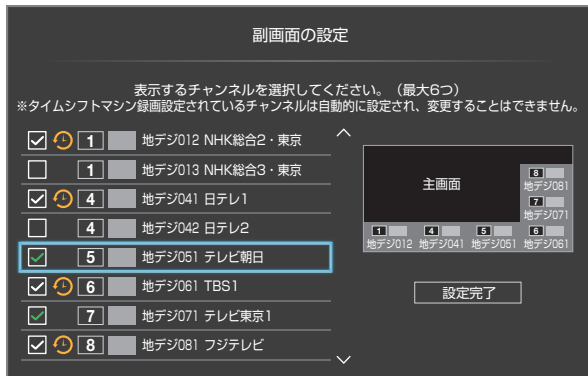 副画面の設定
表示するチャンネルを選択してください。（最大6つ）
※タイムシフトマシン録画設定されているチャンネルは自動的に設定され、変更することはできません。
1 地デジ012 NHK総合2・東京
1 地デジ013 NHK総合3・東京
4 地デジ041 日テレ1
4 地デジ042 日テレ2
5 地デジ051 テレビ朝日
6 地デジ061 TBS1
7 地デジ071 テレビ東京1
8 地デジ081 フジテレビ
主画面
8
地デジ081
7
地デジ071
1 4 5 6
地デジ012 地デジ041 地デジ051 地デジ061
設定完了